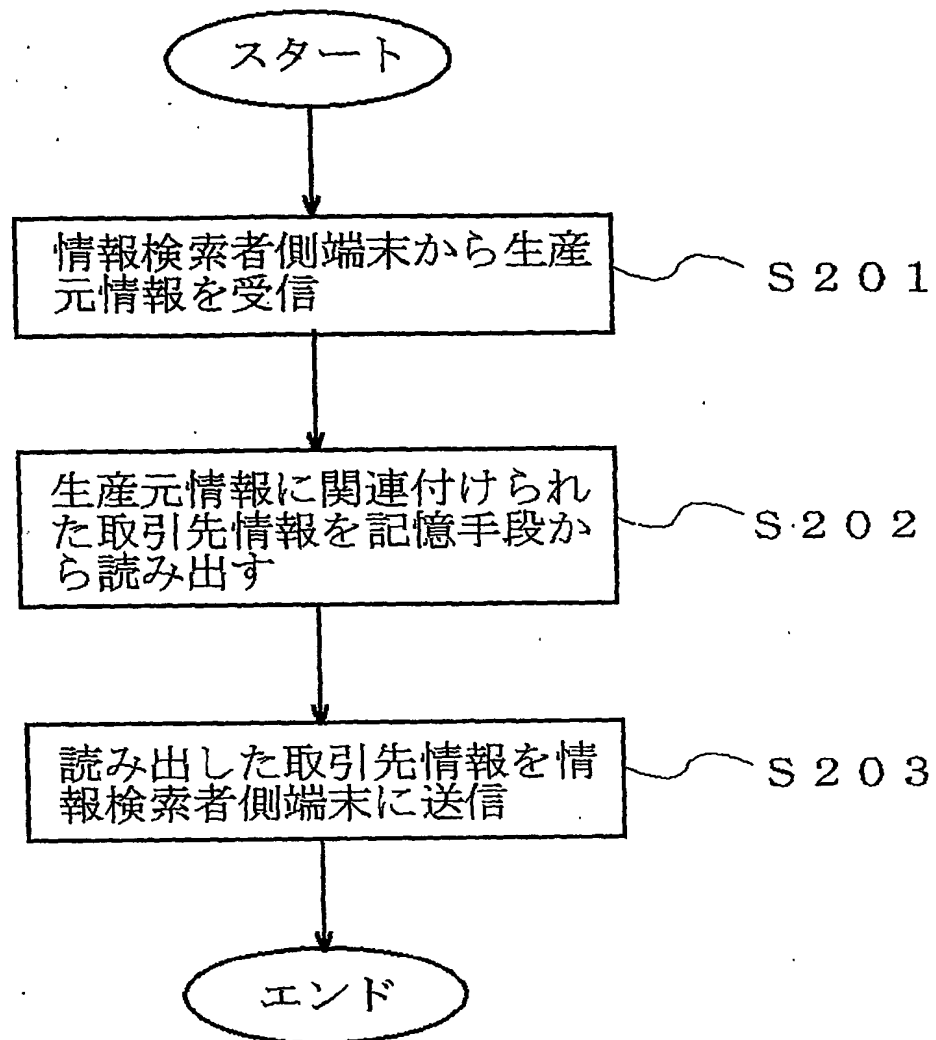 スタート
情報検索者側端末から生産
元情報を受信
Ｓ２０１
生産元情報に関連付けられ
た取引先情報を記憶手段か
ら読み出す
Ｓ２０２
読み出した取引先情報を情
報検索者側端末に送信
Ｓ２０３
エンド